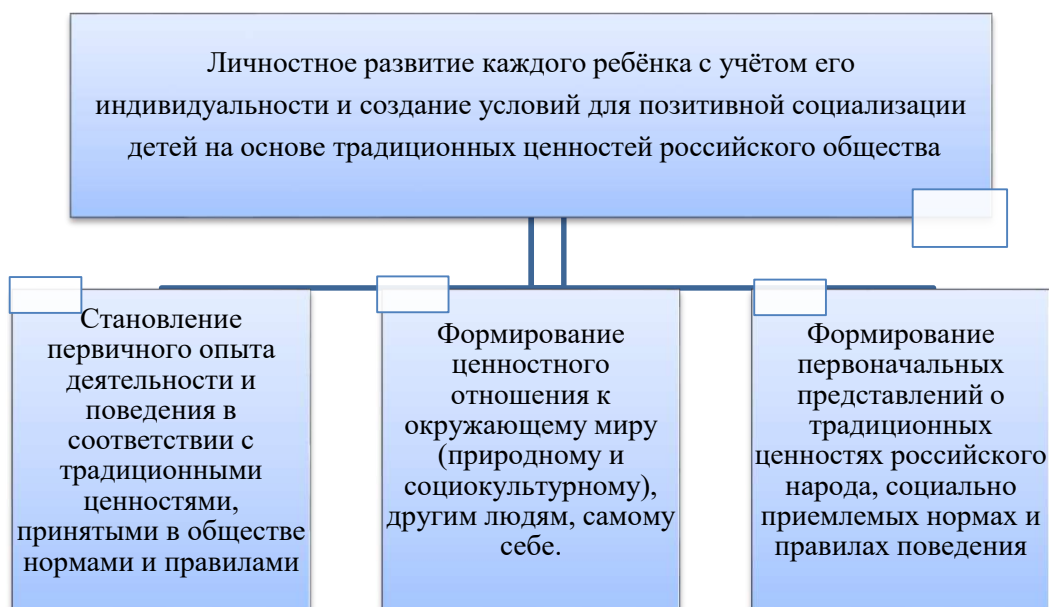 Личностное развитие каждого ребёнка с учётом его
индивидуальности и создание условий для позитивной социализации
детей на основе традиционных ценностей российского общества
Становление
первичного опыта
деятельности и
поведения в
соответствии с
традиционными
ценностями,
принятыми в обществе
нормами и правилами
Формирование
ценностного
отношения к
окружающему миру
(природному и
социокультурному),
другим людям, самому
себе.
Формирование
первоначальных
представлений о
традиционных
ценностях российского
народа, социально
приемлемых нормах и
правилах поведения